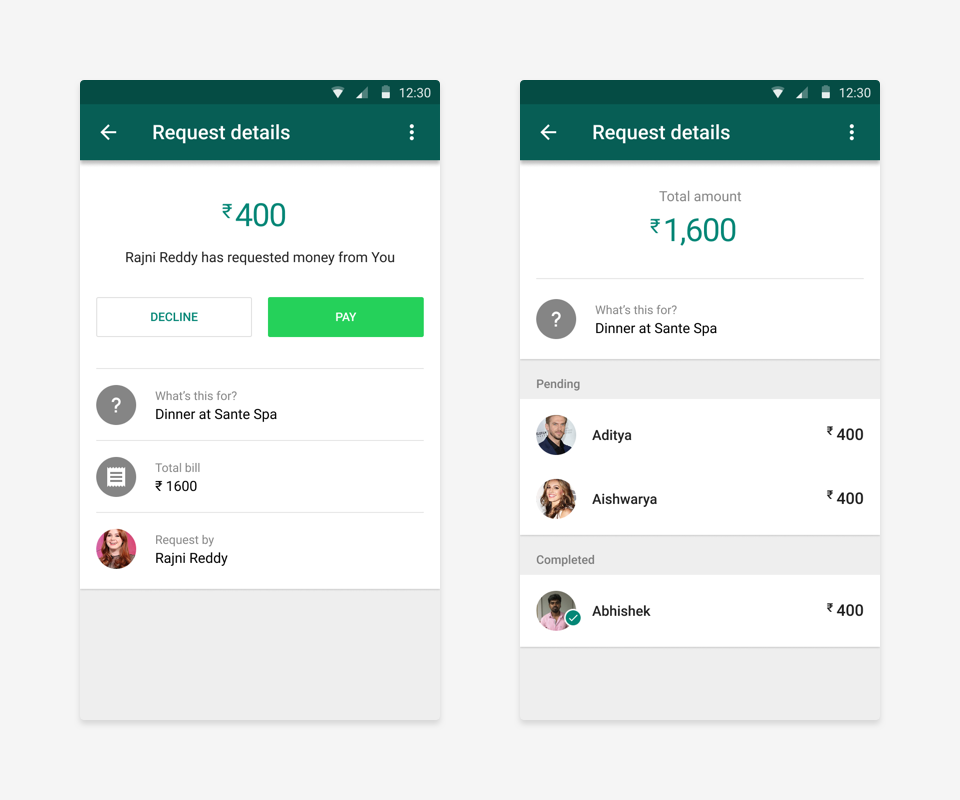 12:30
Request details
₹400
Rajni Reddy has requested money from You
DECLINE PAY
?
What's this for?
Dinner at Sante Spa
Total bill
₹ 1600
Request by
Rajni Reddy
12:30
Request details
Total amount
₹1,600
?
What's this for?
Dinner at Sante Spa
Pending
Aditya ₹ 400
Aishwarya ₹ 400
Completed
Abhishek ₹ 400